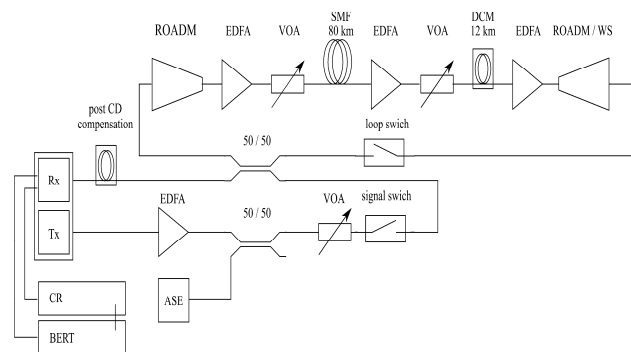 SMF
80 km
DCM
12 km
ROADM
EDFA
VOA
EDFA
VOA
EDFA
ROADM / WS
post CD
compensation
50 / 50
loop swich
Rx
EDFA
50 / 50
VOA
signal swich
Tx
ASE
CR
BERT